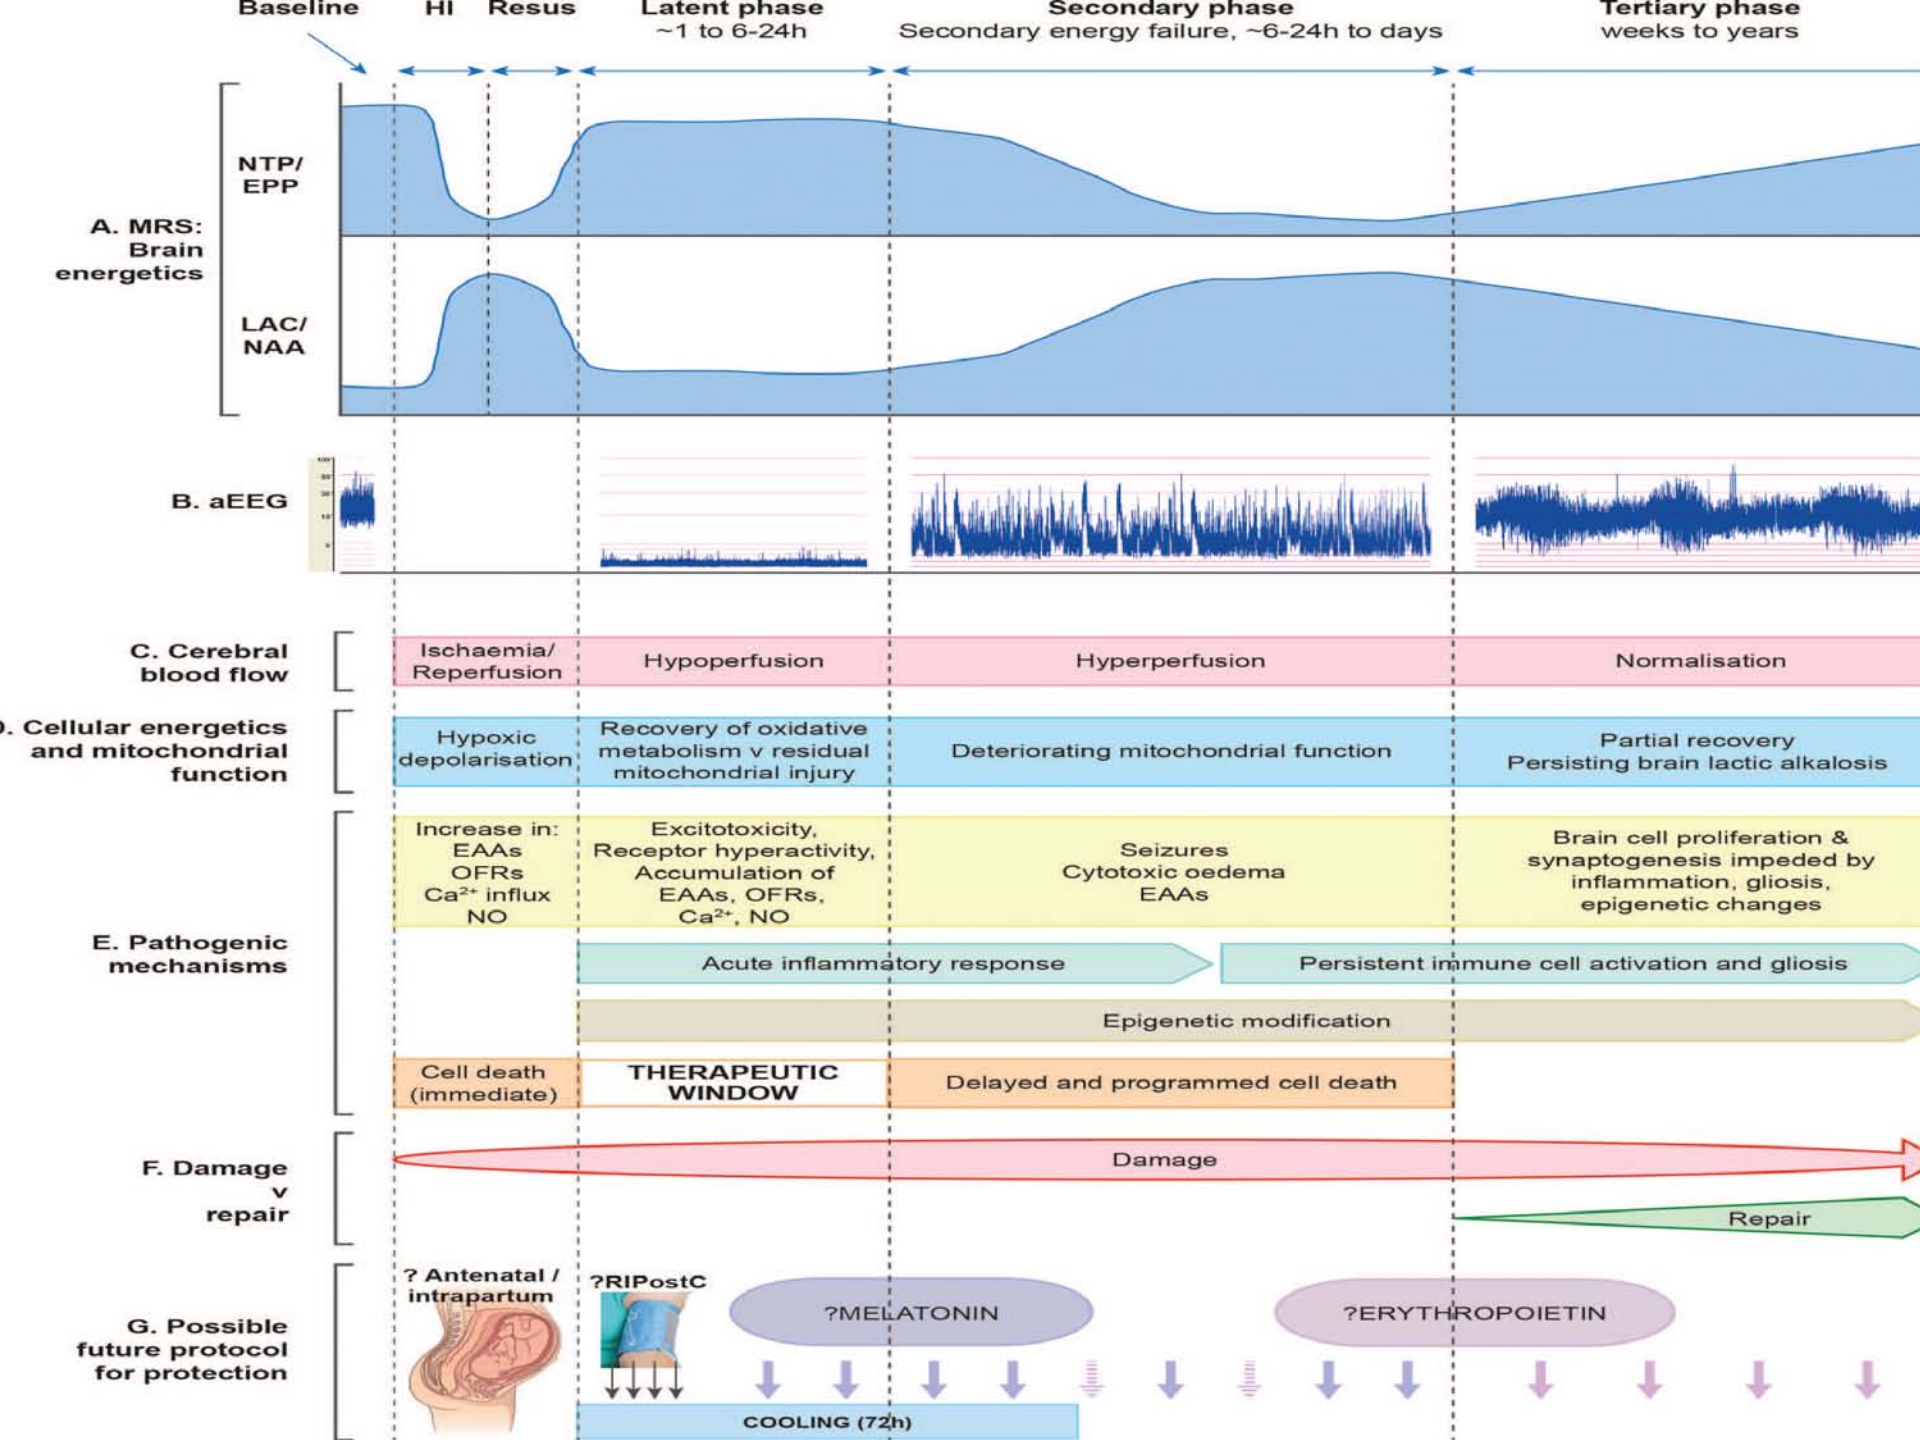 Baseline
HI
Resus
Latent phase
~1 to 6-24h
Secondary phase
Secondary energy failure, ~6-24h to days
Tertiary phase
weeks to years
A. MRS:
Brain
energetics
NTP/
EPP
LAC/
NAA
B. aEEG
C. Cerebral
blood flow
Ischaemia/
Reperfusion
Hypoperfusion
Hyperperfusion
Normalisation
. Cellular energetics
and mitochondrial
function
Hypoxic
depolarisation
Recovery of oxidative
metabolism v residual
mitochondrial injury
Deteriorating mitochondrial function
Partial recovery
Persisting brain lactic alkalosis
E. Pathogenic
mechanisms
Increase in:
EAAs
OFRs
Ca²⁺ influx
NO
Excitotoxicity,
Receptor hyperactivity,
Accumulation of
EAAs, OFRs,
Ca²⁺, NO
Seizures
Cytotoxic oedema
EAAs
Brain cell proliferation &
synaptogenesis impeded by
inflammation, gliosis,
epigenetic changes
Acute inflammatory response
Persistent immune cell activation and gliosis
Epigenetic modification
Cell death
(immediate)
THERAPEUTIC
WINDOW
Delayed and programmed cell death
F. Damage
v
repair
Damage
Repair
G. Possible
future protocol
for protection
? Antenatal /
intrapartum
?RIPostC
?MELATONIN
?ERYTHROPOIETIN
COOLING (72h)